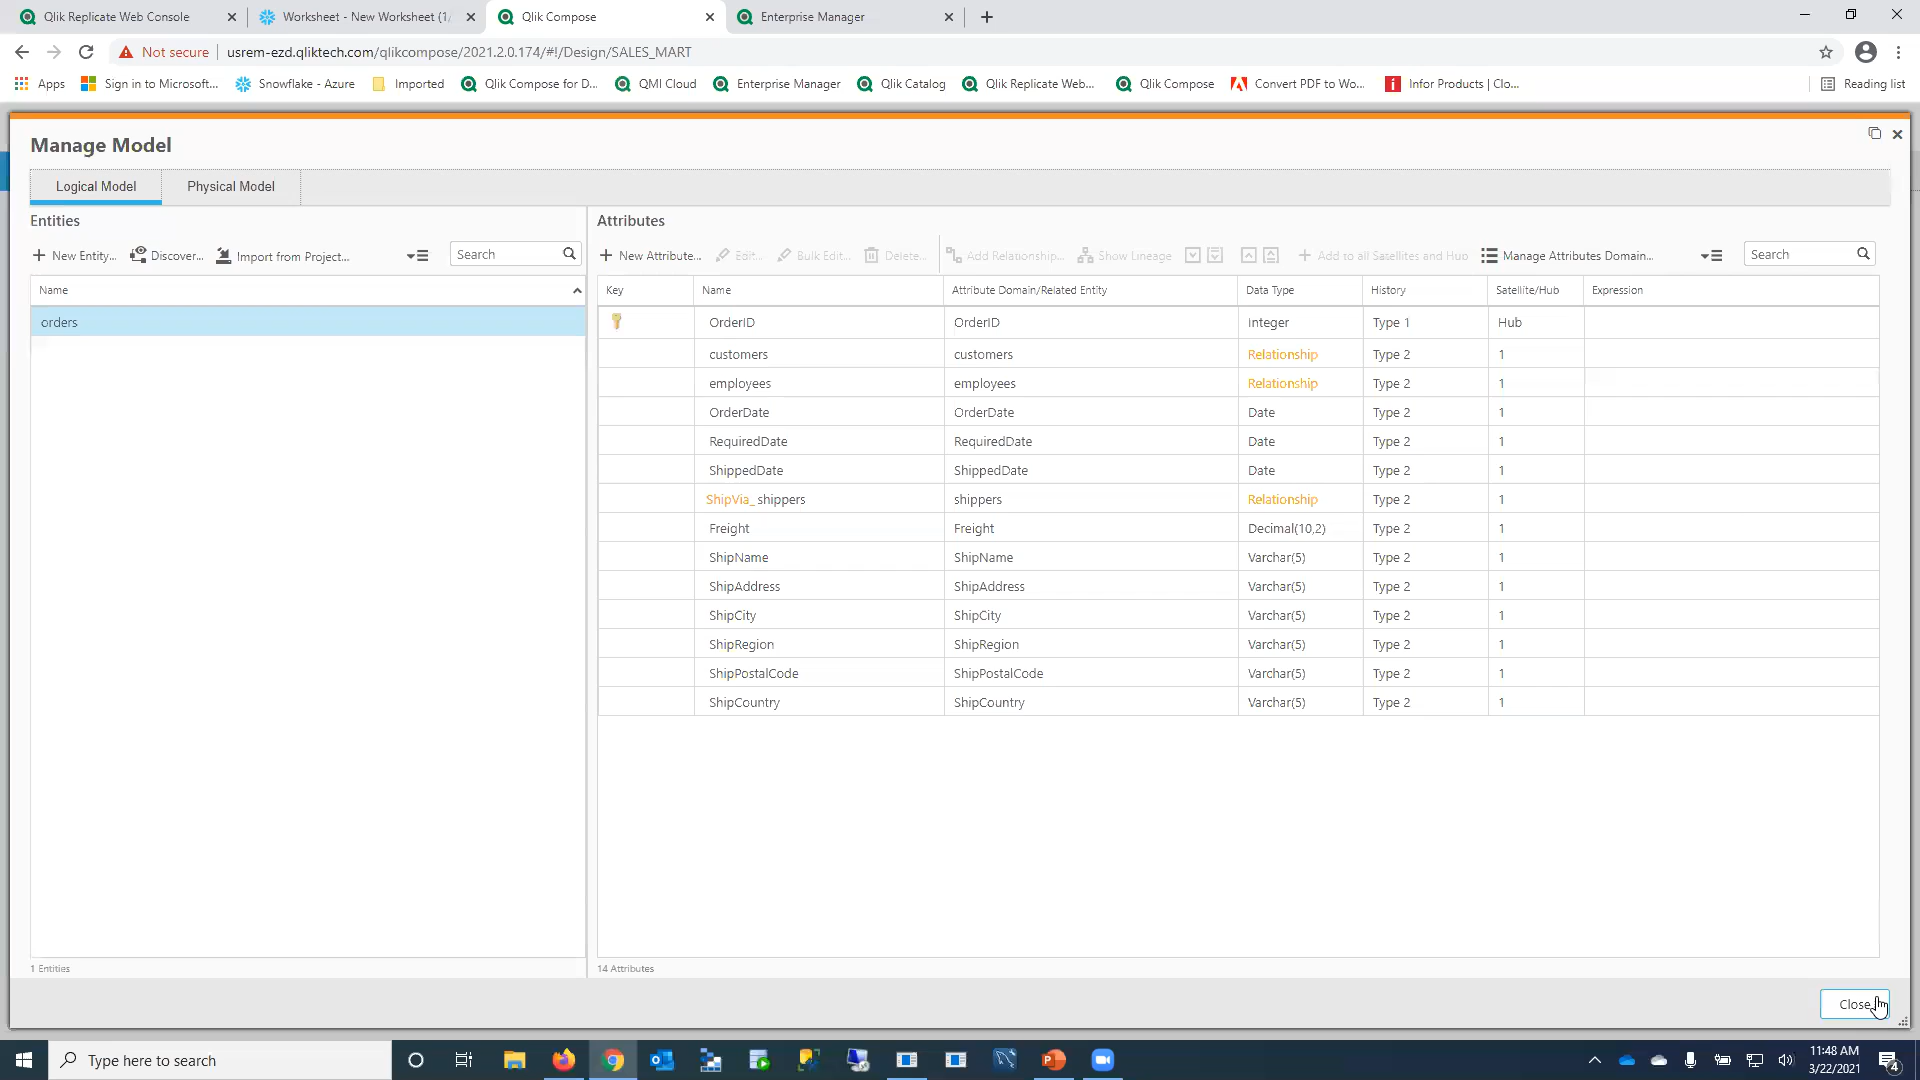 Qlik Replicate Web Console
Worksheet - New Worksheet (1/
Qlik Compose
Enterprise Manager
Not secure
usrem-ezd.qliktech.com/qlikcompose/2021.2.0.174/#!/Design/SALES_MART
Apps
Sign in to Microsoft...
Snowflake - Azure
Imported
Qlik Compose for D...
QMI Cloud
Enterprise Manager
Qlik Catalog
Qlik Replicate Web...
Qlik Compose
Convert PDF to Wo...
Infor Products | Clo...
Reading list
Manage Model
Logical Model
Physical Model
Entities
New Entity...
Discover...
Import from Project...
Search
Name
orders
1 Entities
Attributes
New Attribute...
Edit...
Bulk Edit...
Delete...
Add Relationship...
Show Lineage
Add to all Satellites and Hub
Manage Attributes Domain...
Search
Key Name Attribute Domain/Related Entity Data Type History Satellite/Hub Expression
OrderID OrderID Integer Type 1 Hub
customers customers Relationship Type 2 1
employees employees Relationship Type 2 1
OrderDate OrderDate Date Type 2 1
RequiredDate RequiredDate Date Type 2 1
ShippedDate ShippedDate Date Type 2 1
ShipVia_ shippers shippers Relationship Type 2 1
Freight Freight Decimal(10,2) Type 2 1
ShipName ShipName Varchar(5) Type 2 1
ShipAddress ShipAddress Varchar(5) Type 2 1
ShipCity ShipCity Varchar(5) Type 2 1
ShipRegion ShipRegion Varchar(5) Type 2 1
ShipPostalCode ShipPostalCode Varchar(5) Type 2 1
ShipCountry ShipCountry Varchar(5) Type 2 1
14 Attributes
Close
Type here to search
11:48 AM
3/22/2021
4